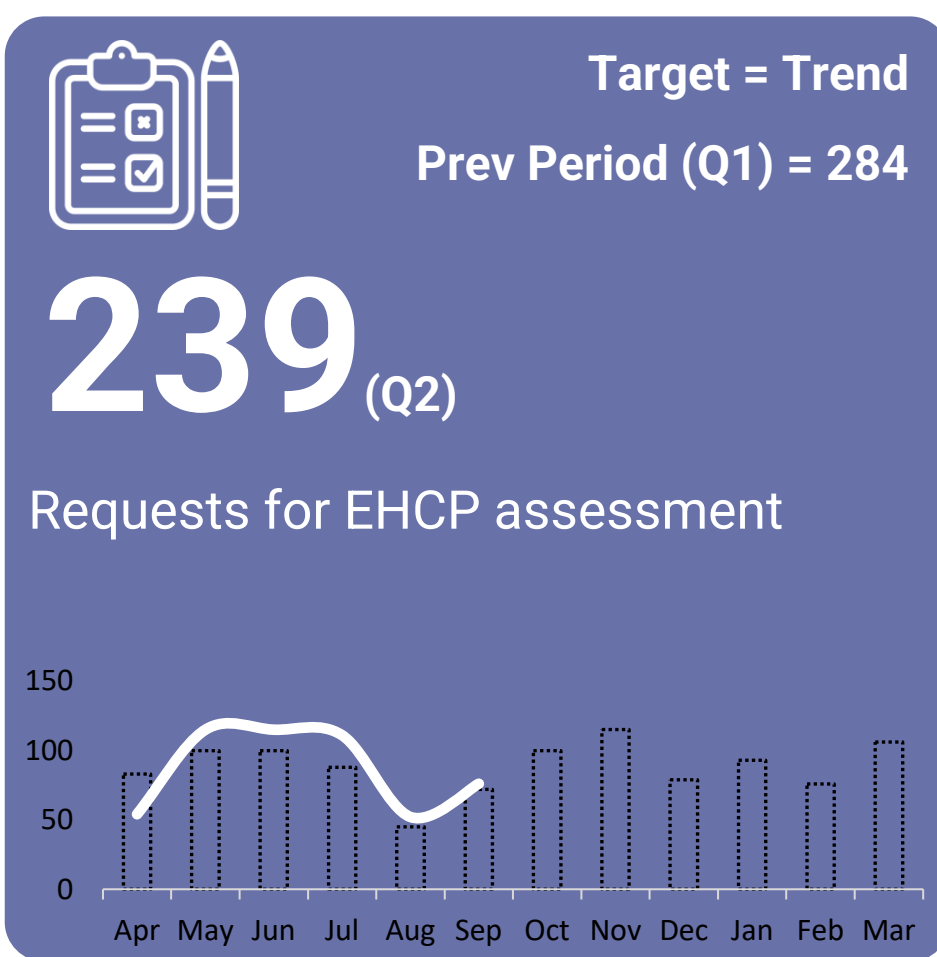 Target = Trend
Prev Period (Q1) = 284
239 (Q2)
Requests for EHCP assessment
150
100
50
0
Apr May Jun Jul Aug Sep Oct Nov Dec Jan Feb Mar